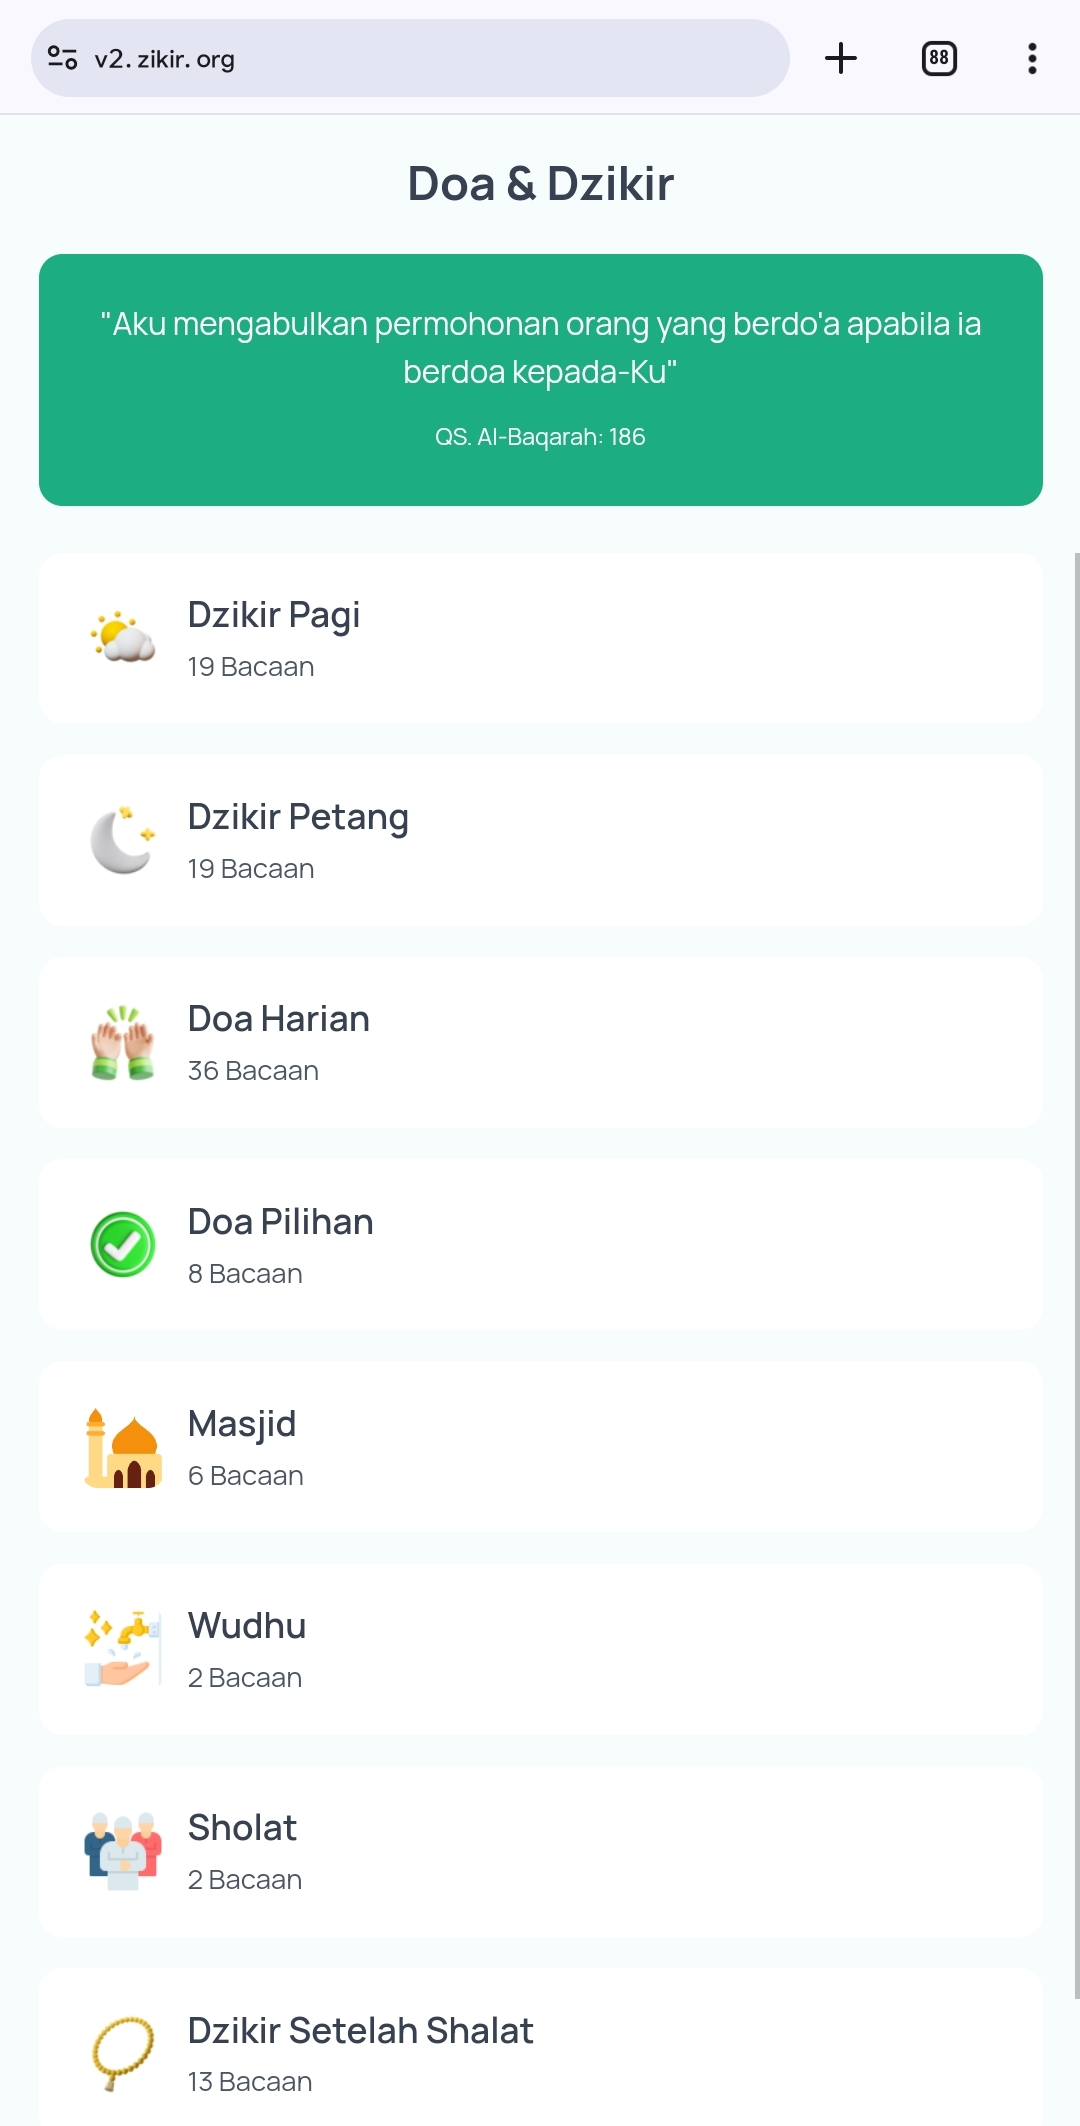 v2.zikir.org
88
Doa & Dzikir
"Aku mengabulkan permohonan orang yang berdo'a apabila ia
berdoa kepada-Ku"
QS. Al-Baqarah: 186
Dzikir Pagi
19 Bacaan
Dzikir Petang
19 Bacaan
Doa Harian
36 Bacaan
Doa Pilihan
8 Bacaan
Masjid
6 Bacaan
Wudhu
2 Bacaan
Sholat
2 Bacaan
Dzikir Setelah Shalat
13 Bacaan